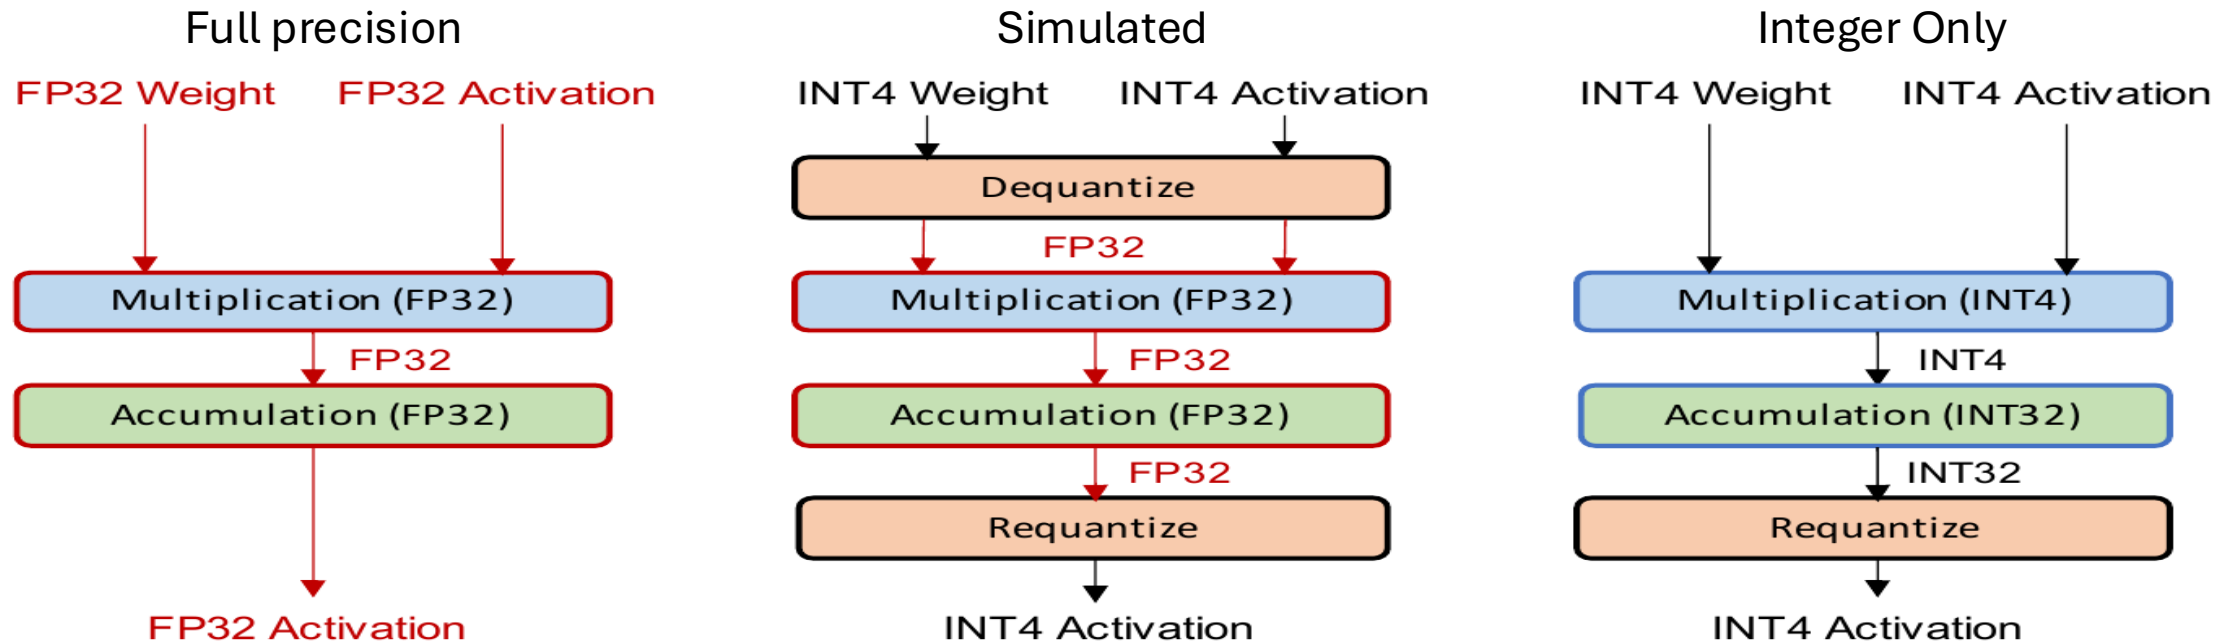 Full precision
FP32 Weight
FP32 Activation
Multiplication (FP32)
FP32
Accumulation (FP32)
FP32 Activation
Simulated
INT4 Weight
INT4 Activation
Dequantize
FP32
Multiplication (FP32)
FP32
Accumulation (FP32)
FP32
Requantize
INT4 Activation
Integer Only
INT4 Weight
INT4 Activation
Multiplication (INT4)
INT4
Accumulation (INT32)
INT32
Requantize
INT4 Activation